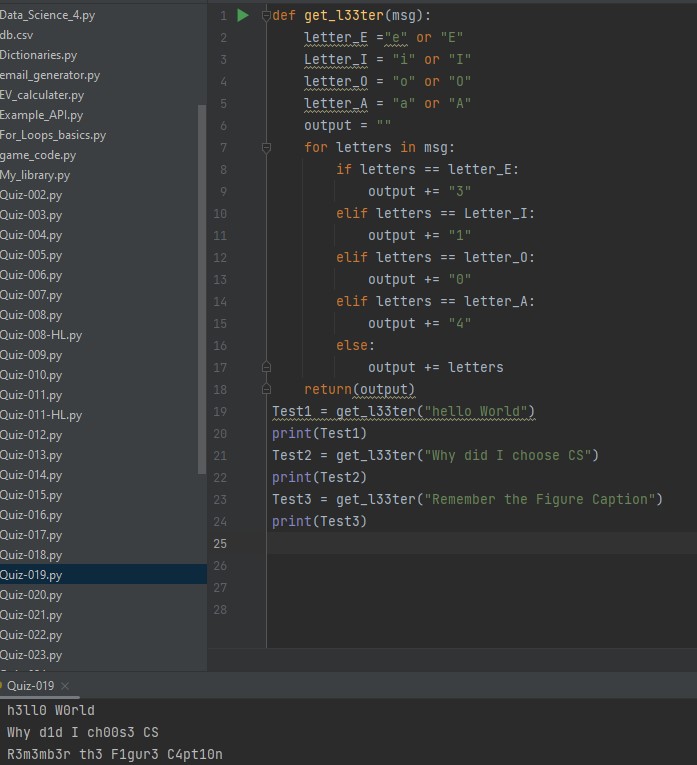 Data_Science_4.py
db.csv
Dictionaries.py
email_generator.py
EV_calculater.py
Example_API.py
For_Loops_basics.py
game_code.py
My_library.py
Quiz-002.py
Quiz-003.py
Quiz-004.py
Quiz-005.py
Quiz-006.py
Quiz-007.py
Quiz-008.py
Quiz-008-HL.py
Quiz-009.py
Quiz-010.py
Quiz-011.py
Quiz-011-HL.py
Quiz-012.py
Quiz-013.py
Quiz-014.py
Quiz-015.py
Quiz-016.py
Quiz-017.py
Quiz-018.py
Quiz-019.py
Quiz-020.py
Quiz-021.py
Quiz-022.py
Quiz-023.py
1 def get_l33ter(msg):
2 letter_E ="e" or "E"
3 Letter_I = "i" or "I"
4 letter_O = "o" or "O"
5 letter_A = "a" or "A"
6 output = ""
7 for letters in msg:
8 if letters == letter_E:
9 output += "3"
10 elif letters == Letter_I:
11 output += "1"
12 elif letters == letter_O:
13 output += "0"
14 elif letters == letter_A:
15 output += "4"
16 else:
17 output += letters
18 return(output)
19 Test1 = get_l33ter("hello World")
20 print(Test1)
21 Test2 = get_l33ter("Why did I choose CS")
22 print(Test2)
23 Test3 = get_l33ter("Remember the Figure Caption")
24 print(Test3)
25
26
27
28
Quiz-019
h3ll0 W0rld
Why d1d I ch00s3 CS
R3m3mb3r th3 F1gur3 C4pt10n